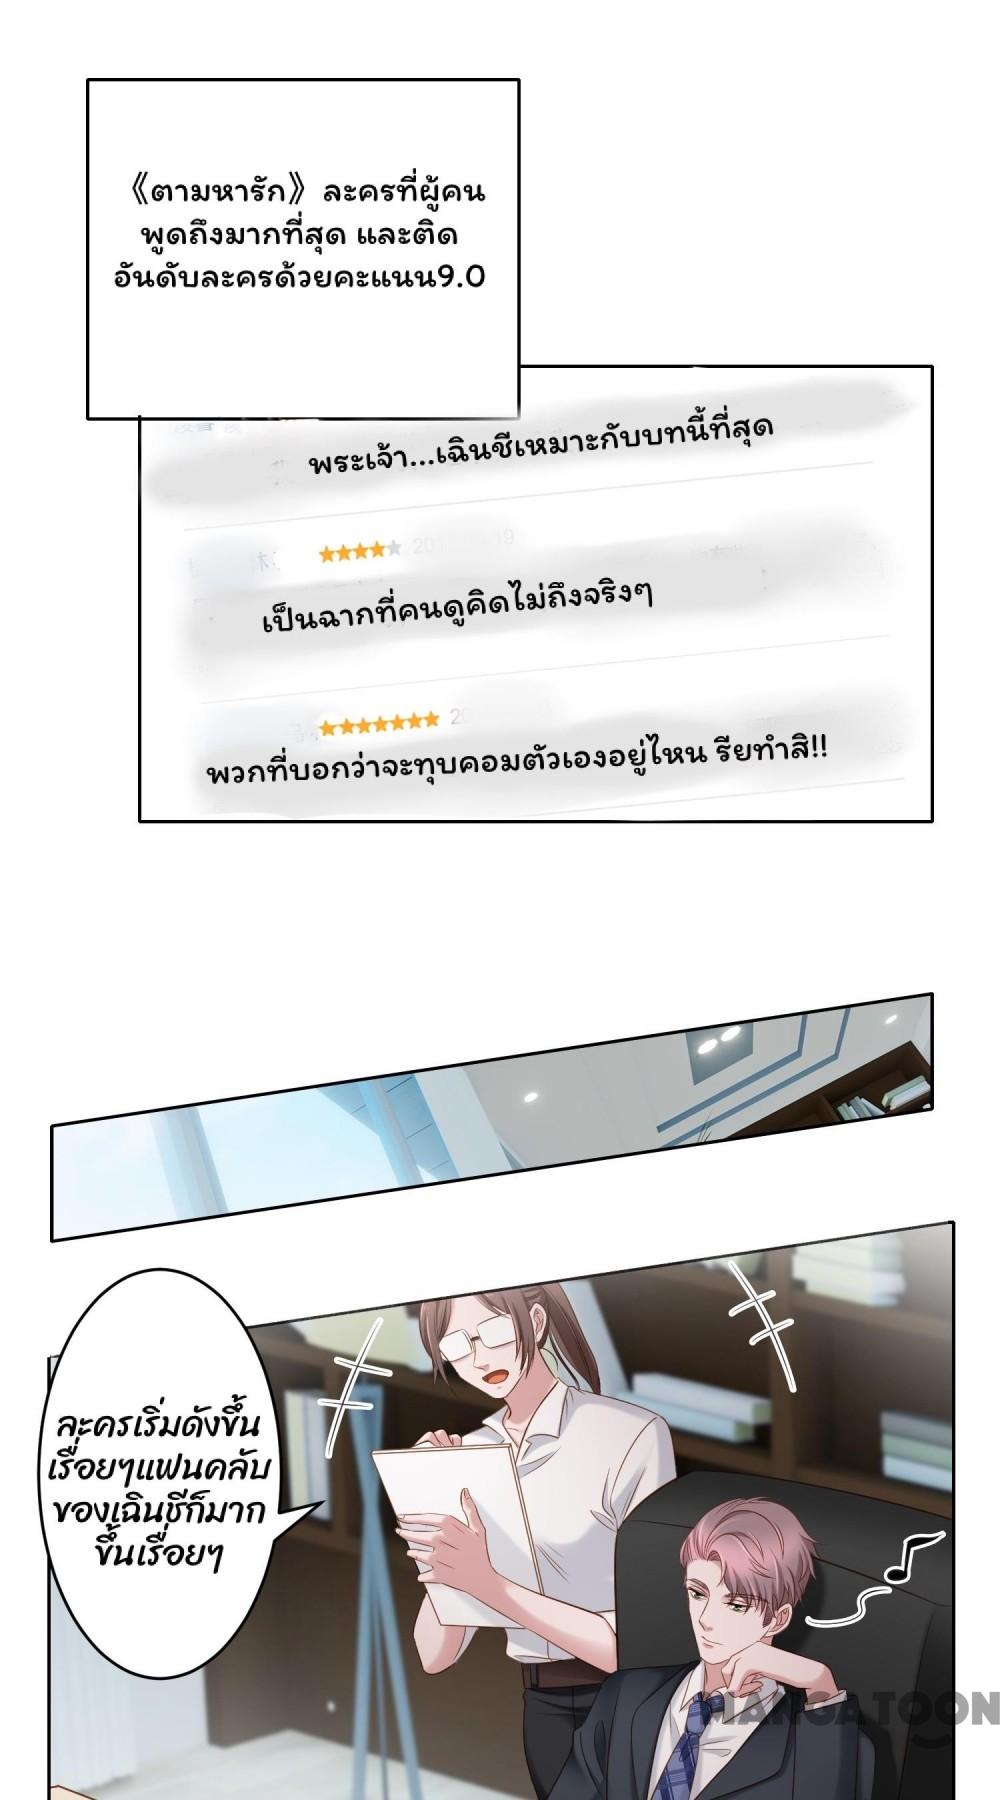 《ตามหารัก》 ละครที่ผู้คน
พูดถึงมากที่สุด และติด
อันดับละครด้วยคะแนน9.0
พระเจ้า...เฉินชีเหมาะกับบทนี้ที่สุด
เป็นฉากที่คนดูคิดไม่ถึงจริงๆ
พวกที่บอกว่าจะทุบคอมตัวเองอยู่ไหน รีบทำสิ!!
ละครเริ่มดังขึ้น
เรื่อยๆแฟนคลับ
ของเฉินชีก็มาก
ขึ้นเรื่อยๆ
MANGATOON